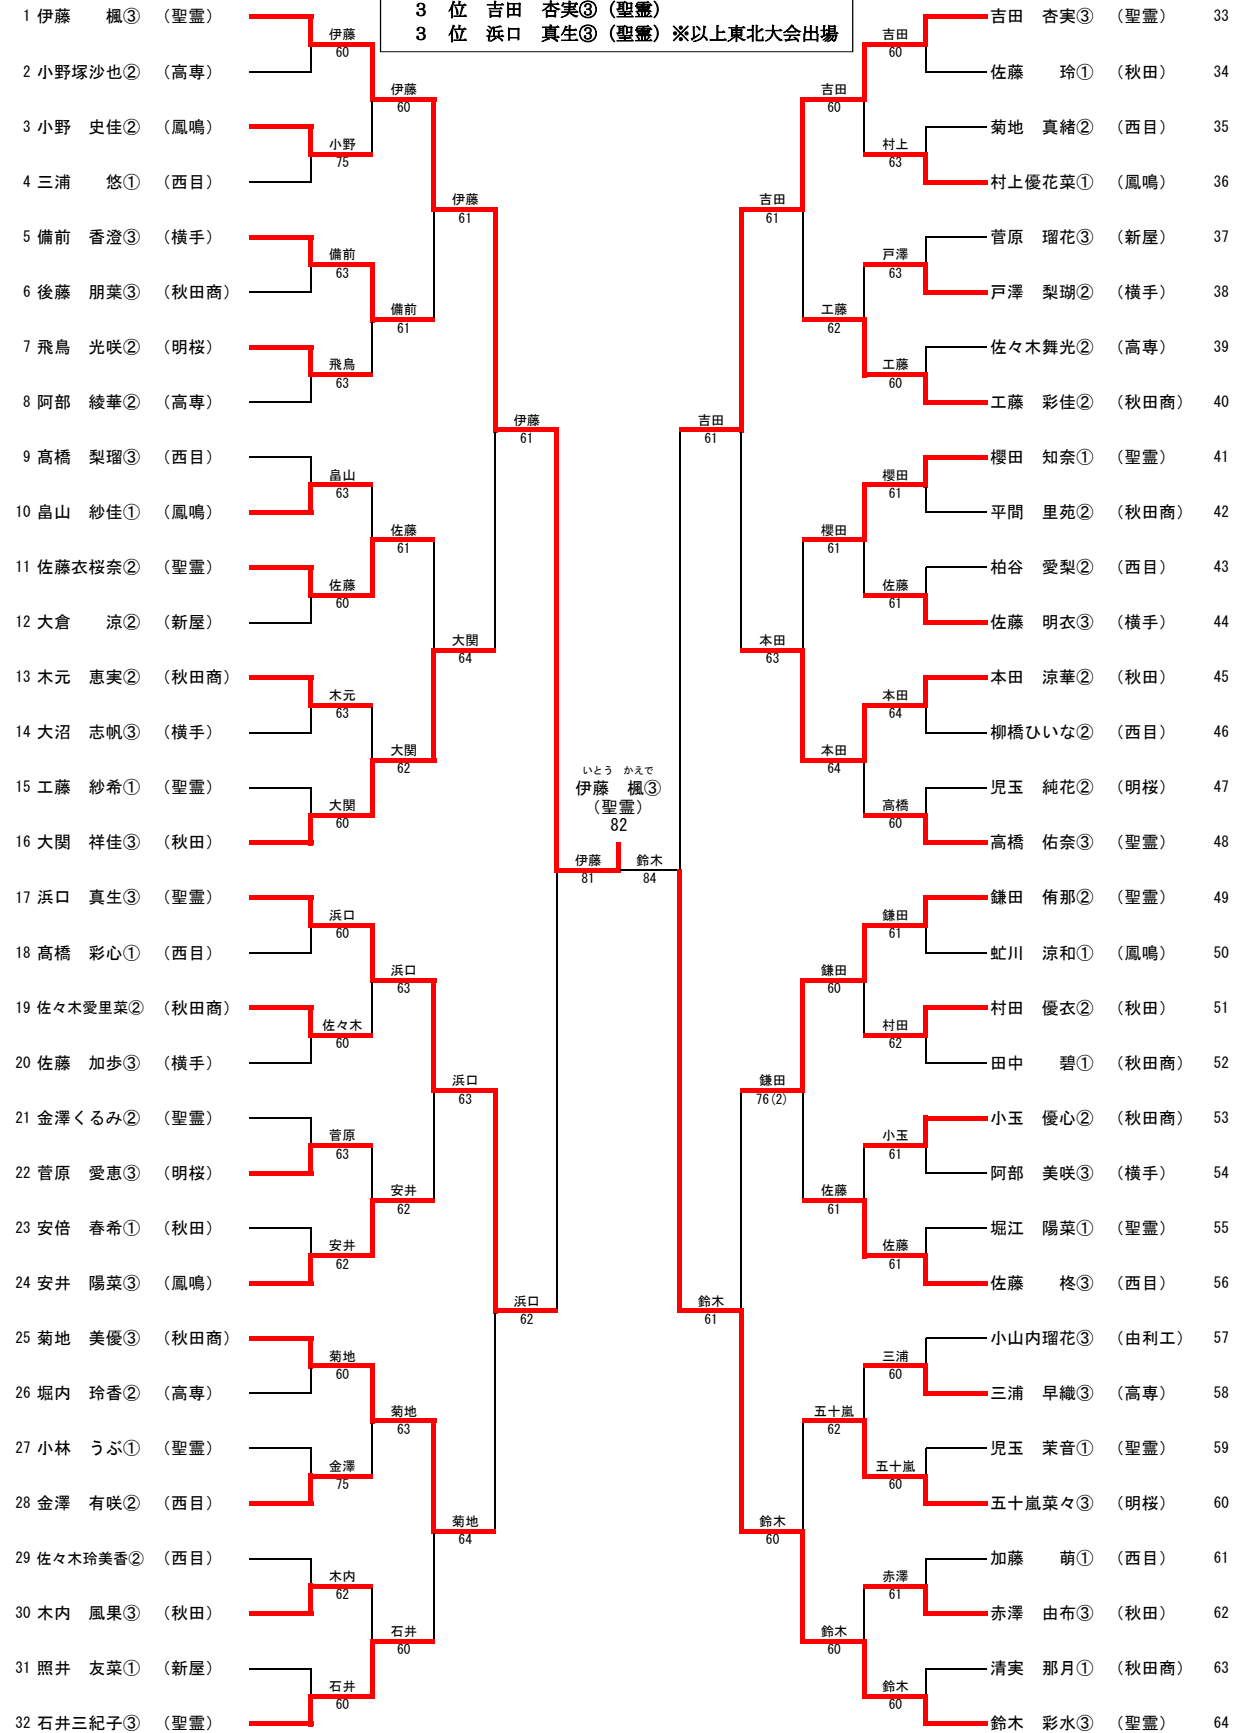 3　位　吉田　杏実③（聖霊）
3　位　浜口　真生③（聖霊）※以上東北大会出場
1 伊藤　楓③（聖霊）
2 小野塚沙也②（高専）
3 小野　史佳②（鳳鳴）
4 三浦　悠①（西目）
5 備前　香澄③（横手）
6 後藤　朋葉③（秋田商）
7 飛鳥　光咲②（明桜）
8 阿部　綾華②（高専）
9 髙橋　梨瑠③（西目）
10 畠山　紗佳①（鳳鳴）
11 佐藤衣桜奈②（聖霊）
12 大倉　涼②（新屋）
13 木元　恵実②（秋田商）
14 大沼　志帆③（横手）
15 工藤　紗希①（聖霊）
16 大関　祥佳③（秋田）
17 浜口　真生③（聖霊）
18 髙橋　彩心①（西目）
19 佐々木愛里菜②（秋田商）
20 佐藤　加歩③（横手）
21 金澤くるみ②（聖霊）
22 菅原　愛恵③（明桜）
23 安倍　春希①（秋田）
24 安井　陽菜③（鳳鳴）
25 菊地　美優③（秋田商）
26 堀内　玲香②（高専）
27 小林　うぶ①（聖霊）
28 金澤　有咲②（西目）
29 佐々木玲美香②（西目）
30 木内　風果③（秋田）
31 照井　友菜①（新屋）
32 石井三紀子③（聖霊）
伊藤
60
小野
75
備前
63
飛鳥
63
畠山
63
佐藤
60
木元
63
大関
60
浜口
60
佐々木
60
菅原
63
安井
62
菊地
60
金澤
75
木内
62
石井
60
伊藤
60
備前
61
佐藤
61
大関
62
浜口
63
安井
62
菊地
63
石井
60
伊藤
61
大関
64
浜口
63
菊地
64
伊藤
61
浜口
62
いとう　かえで
伊藤　楓③
（聖霊）
82
伊藤
81
鈴木
84
吉田
61
鈴木
61
吉田
61
本田
63
鎌田
76(2)
鈴木
60
吉田
60
工藤
62
櫻田
61
本田
64
鎌田
60
佐藤
61
五十嵐
62
鈴木
60
吉田
60
村上
63
戸澤
63
工藤
60
櫻田
61
佐藤
61
本田
64
高橋
60
鎌田
61
村田
62
小玉
61
佐藤
61
三浦
60
五十嵐
60
赤澤
61
鈴木
60
吉田　杏実③（聖霊）33
佐藤　玲①（秋田）34
菊地　真緒②（西目）35
村上優花菜①（鳳鳴）36
菅原　瑠花③（新屋）37
戸澤　梨瑚②（横手）38
佐々木舞光②（高専）39
工藤　彩佳②（秋田商）40
櫻田　知奈①（聖霊）41
平間　里苑②（秋田商）42
柏谷　愛梨②（西目）43
佐藤　明衣③（横手）44
本田　涼華②（秋田）45
柳橋ひいな②（西目）46
児玉　純花②（明桜）47
高橋　佑奈③（聖霊）48
鎌田　侑那②（聖霊）49
虻川　涼和①（鳳鳴）50
村田　優衣②（秋田）51
田中　碧①（秋田商）52
小玉　優心②（秋田商）53
阿部　美咲③（横手）54
堀江　陽菜①（聖霊）55
佐藤　柊③（西目）56
小山内瑠花③（由利工）57
三浦　早織③（高専）58
児玉　茉音①（聖霊）59
五十嵐菜々③（明桜）60
加藤　萌①（西目）61
赤澤　由布③（秋田）62
清実　那月①（秋田商）63
鈴木　彩水③（聖霊）64